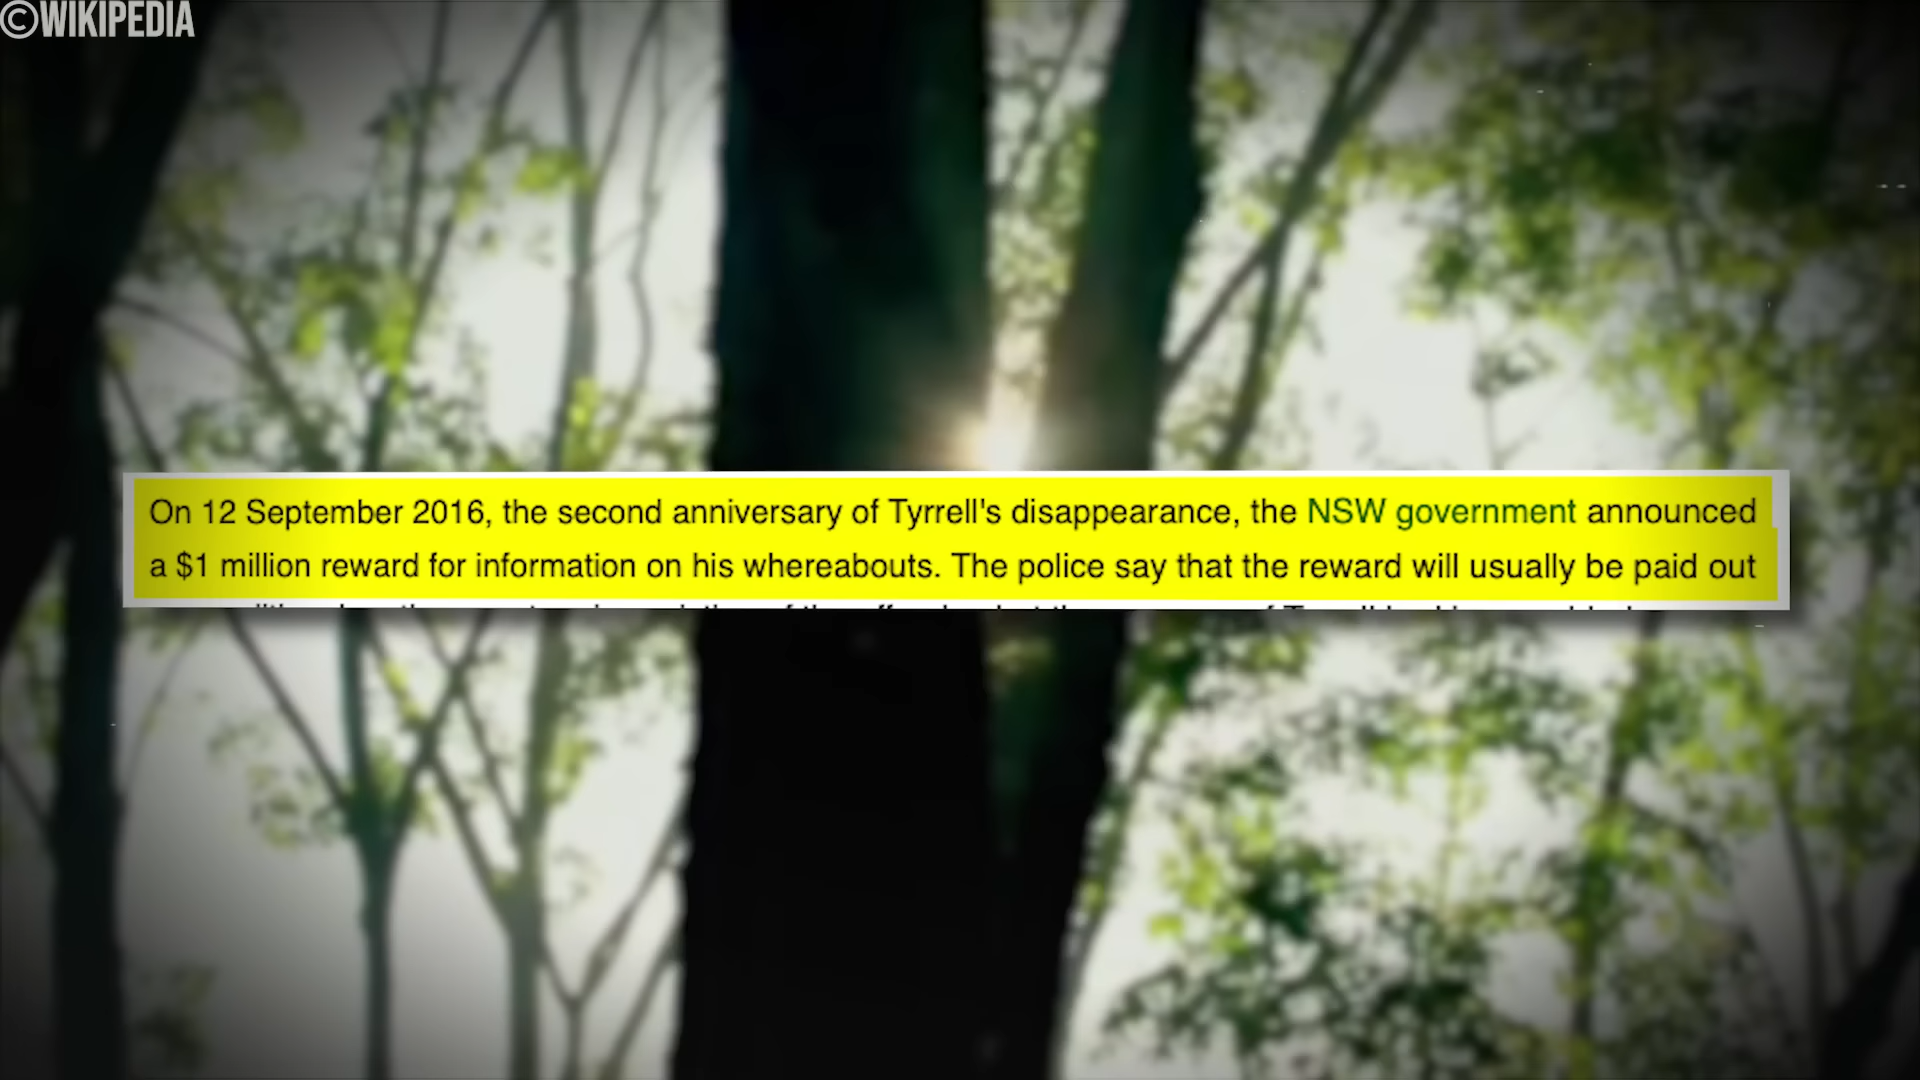 ©WIKIPEDIA
On 12 September 2016, the second anniversary of Tyrrell's disappearance, the NSW government announced
a $1 million reward for information on his whereabouts. The police say that the reward will usually be paid out